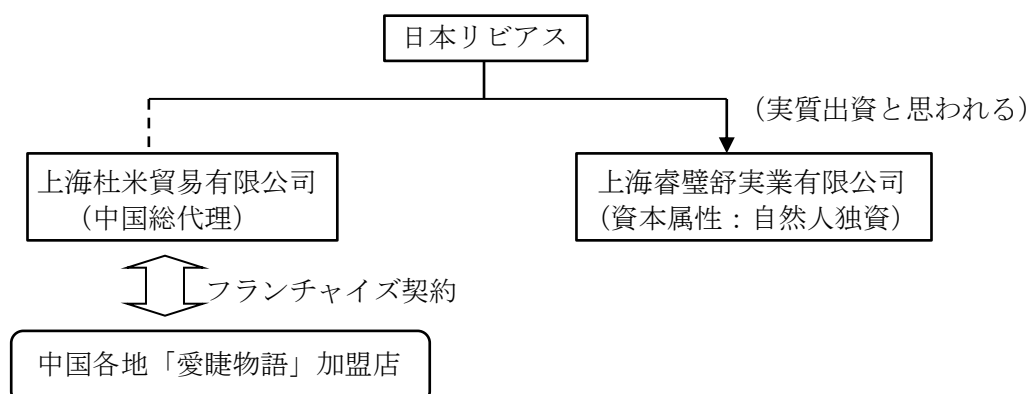 日本リビアス
（実質出資と思われる）
上海杜米貿易有限公司
（中国総代理）
上海睿璧舒実業有限公司
（資本属性：自然人独資）
フランチャイズ契約
中国各地「愛睫物語」加盟店